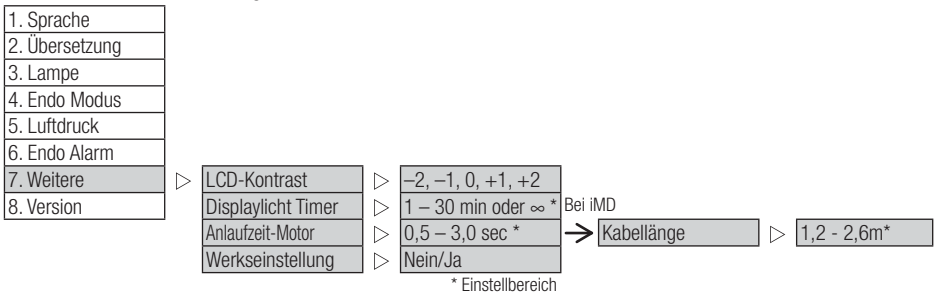 1. Sprache
2. Übersetzung
3. Lampe
4. Endo Modus
5. Luftdruck
6. Endo Alarm
7. Weitere
8. Version
LCD-Kontrast
–2, –1, 0, +1, +2
Displaylicht Timer
1 – 30 min oder ∞ *
Bei iMD
Anlaufzeit-Motor
0,5 – 3,0 sec *
Kabellänge
1,2 - 2,6m*
Werkseinstellung
Nein/Ja
* Einstellbereich